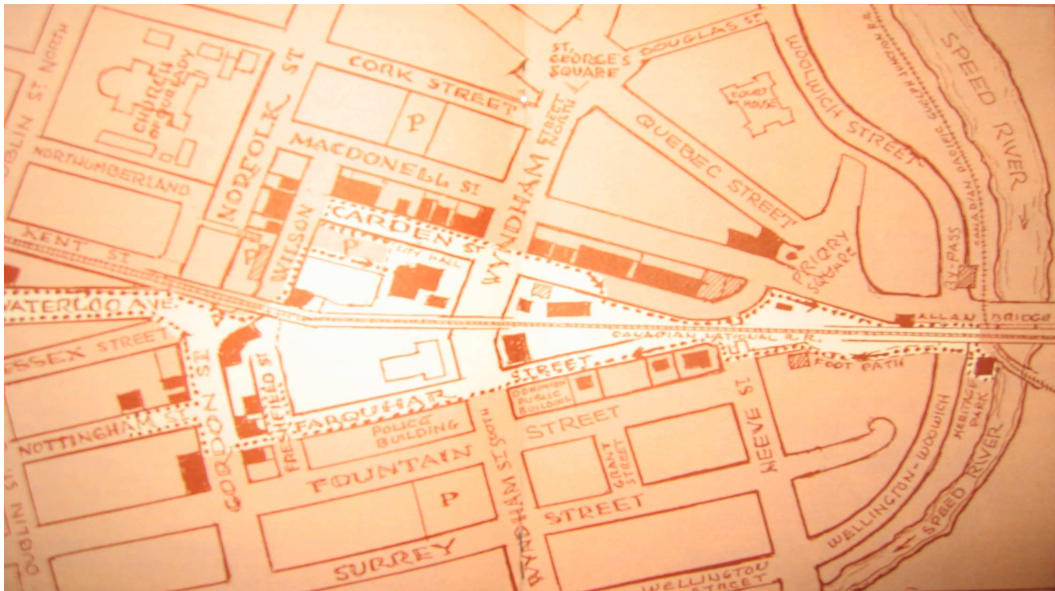 DUBLIN ST. NORTH
CHURCH
OF OUR LADY
NORFOLK ST
CORK STREET
P
ST.
GEORGE'S
SQUARE
DOUGLAS ST.
COURT
HOUSE
WOOLWICH STREET
CANADIAN PACIFIC GUELPH JUNCTION R.R.
SPEED RIVER
NORTHUMBERLAND
MACDONELL ST
WYNDHAM STREET
NORTH
QUEBEC STREET
KENT ST.
WILSON
CARDEN ST.
P
P
CITY HALL
PRIORY
SQUARE
BY-PASS
WATERLOO AVE
ALLAN BRIDGE
CANADIAN NATIONAL R.R.
ESSEX STREET
GORDON ST.
FRESHFIELD ST
FARQUHAR STREET
FOOT PATH
DOMINION
PUBLIC
BUILDING
HERITAGE
PARK
NOTTINGHAM ST.
POLICE
BUILDING
FOUNTAIN STREET
NEEVE ST
GRANT
STREET
WELLINGTON-WOOLWICH
SPEED RIVER
DUBLIN ST
P
WYNDHAM ST. SOUTH
SURREY STREET
WELLINGTON
STREET